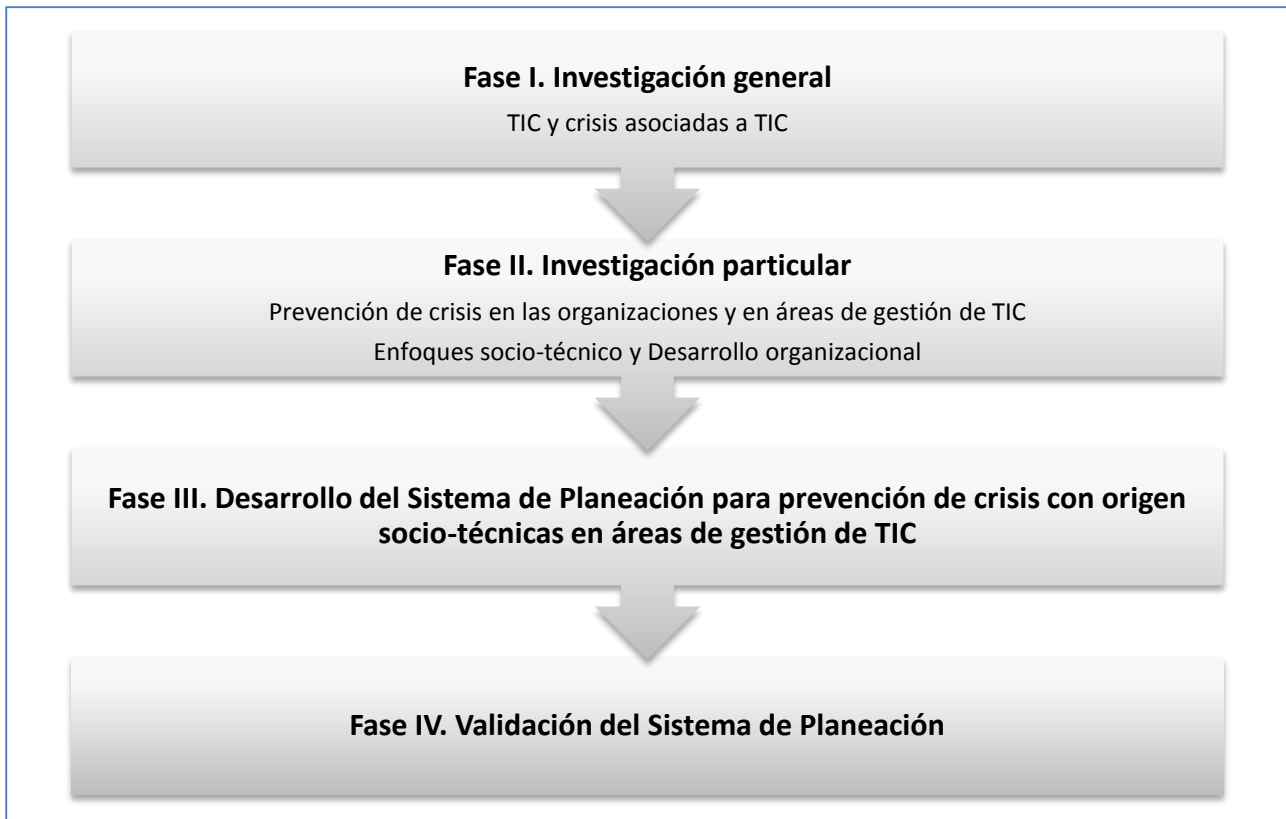 Fase I. Investigación general
TIC y crisis asociadas a TIC
Fase II. Investigación particular
Prevención de crisis en las organizaciones y en áreas de gestión de TIC
Enfoques socio-técnico y Desarrollo organizacional
Fase III. Desarrollo del Sistema de Planeación para prevención de crisis con origen
socio-técnicas en áreas de gestión de TIC
Fase IV. Validación del Sistema de Planeación